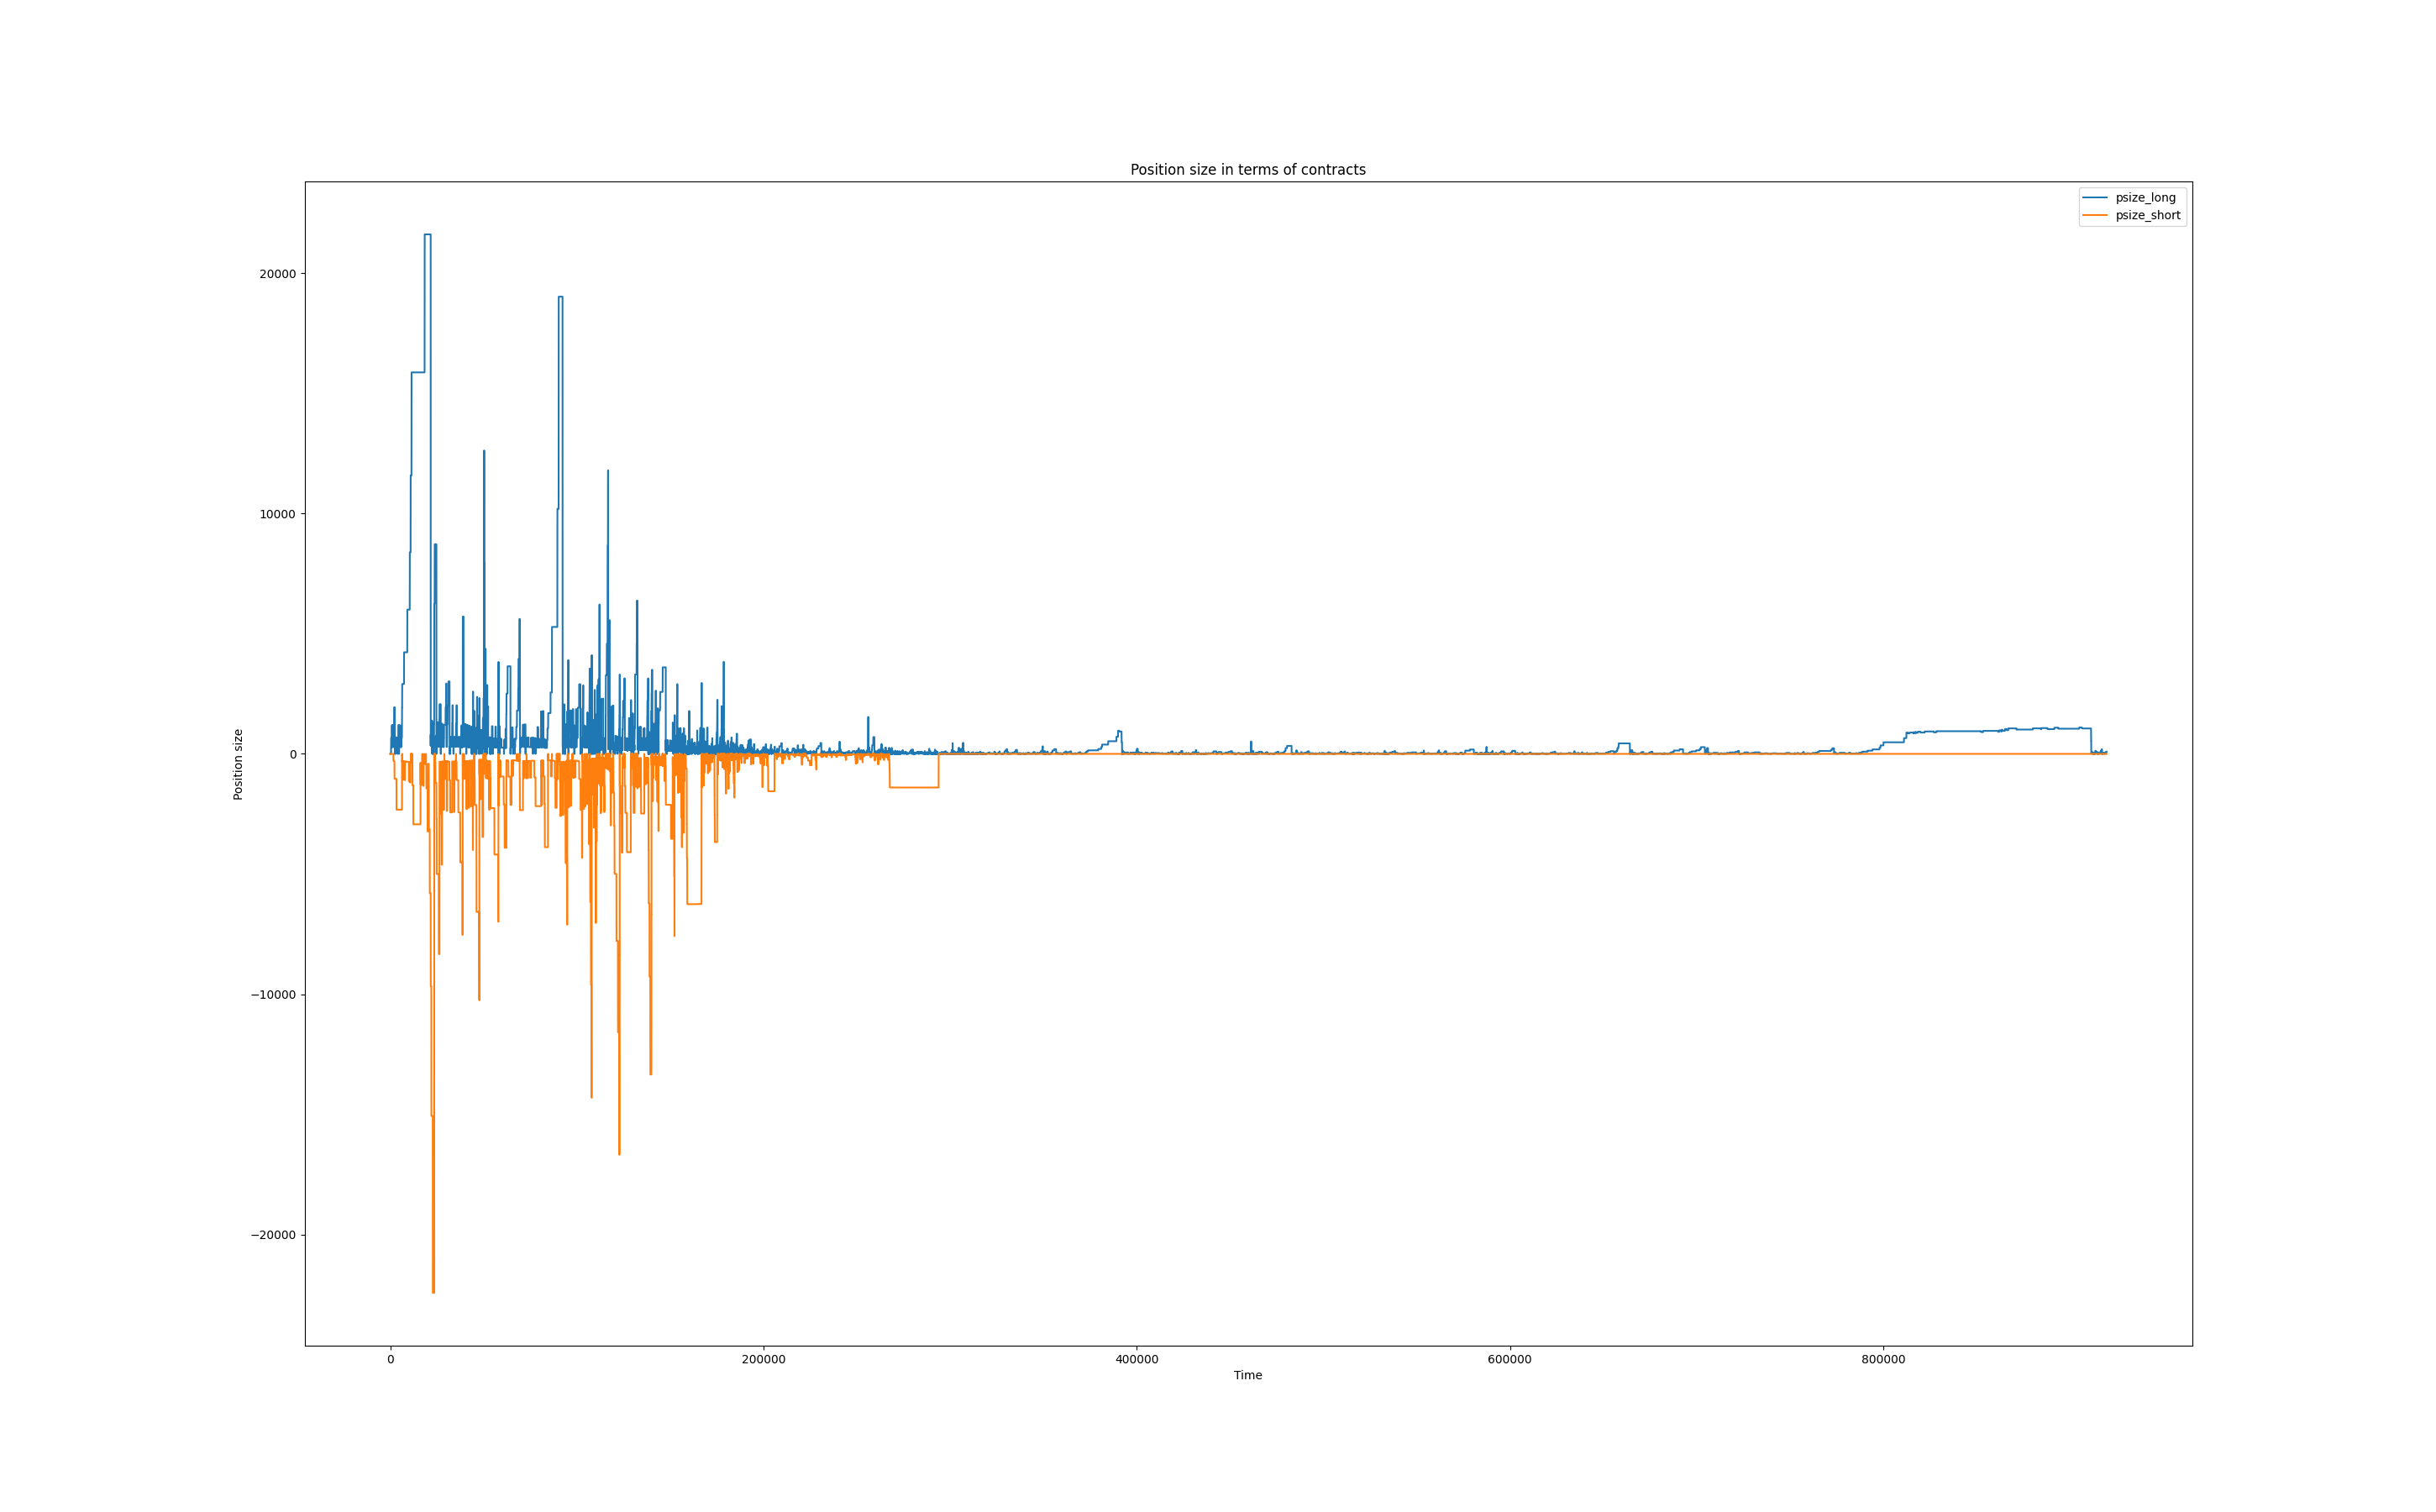 Position size in terms of contracts
psize_long
psize_short
20000
10000
0
−10000
−20000
Position size
0
200000
400000
600000
800000
Time